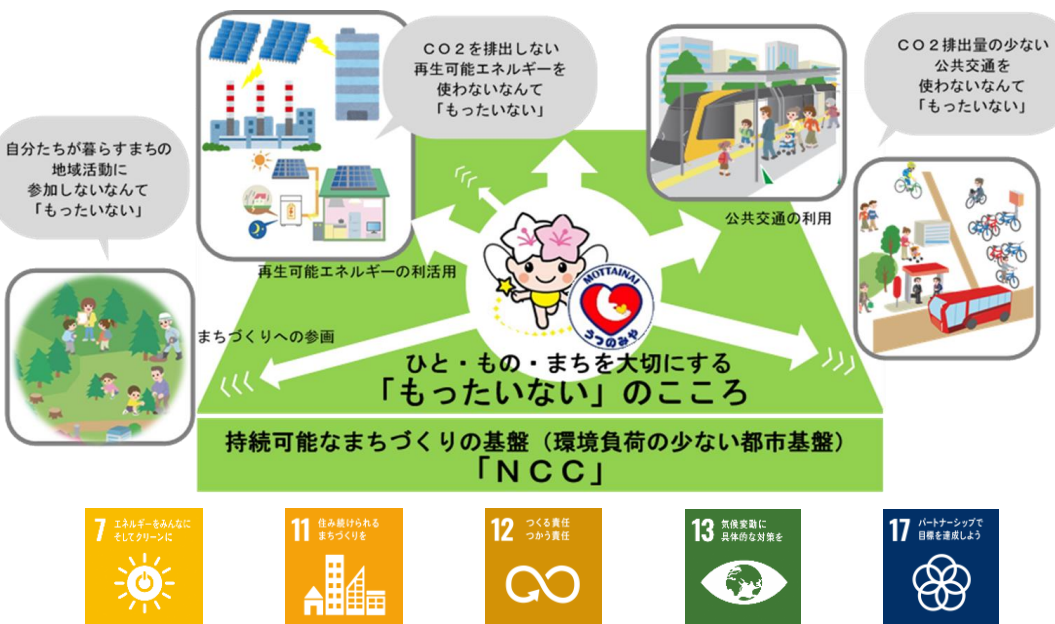 CO2を排出しない
再生可能エネルギーを
使わないなんて
「もったいない」
CO2排出量の少ない
公共交通を
使わないなんて
「もったいない」
自分たちが暮らすまちの
地域活動に
参加しないなんて
「もったいない」
公共交通の利用
再生可能エネルギーの利活用
まちづくりへの参画
MOTTAINAI
うつのみや
ひと・もの・まちを大切にする
「もったいない」のこころ
持続可能なまちづくりの基盤（環境負荷の少ない都市基盤）
「NCC」
7 エネルギーをみんなに
そしてクリーンに
11 住み続けられる
まちづくりを
12 つくる責任
つかう責任
13 気候変動に
具体的な対策を
17 パートナーシップで
目標を達成しよう